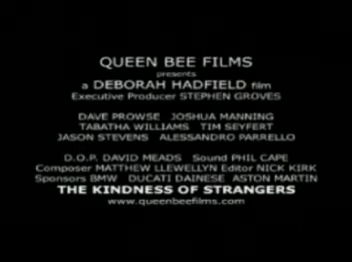 QUEEN BEE FILMS
presents
a DEBORAH HADFIELD film
Executive Producer STEPHEN GROVES
DAVE PROWSE JOSHUA MANNING
TABATHA WILLIAMS TIM SEYFERT
JASON STEVENS ALESSANDRO PARRELLO
D.O.P. DAVID MEADS Sound PHIL CAPE
Composer MATTHEW LLEWELLYN Editor NICK KIRK
Sponsors BMW DUCATI DAINESE ASTON MARTIN
THE KINDNESS OF STRANGERS
www.queenbeefilms.com